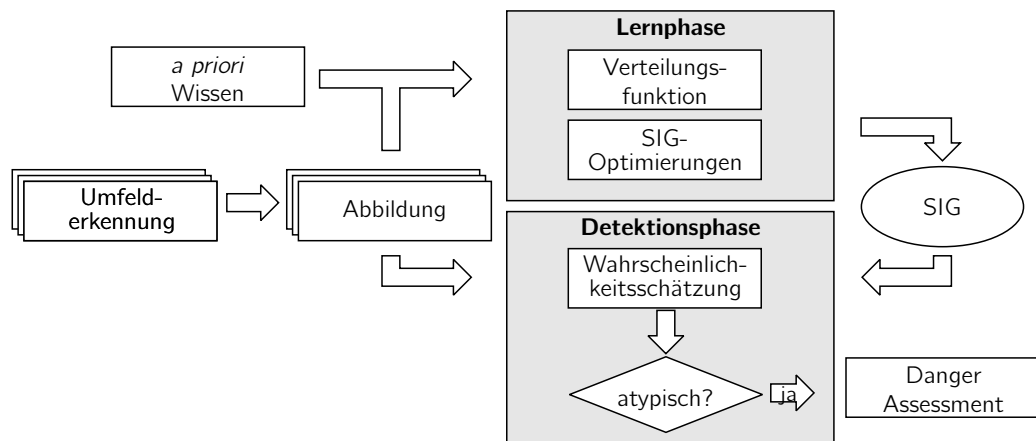 a priori
Wissen
Lernphase
Verteilungs-
funktion
SIG-
Optimierungen
Umfeld-
erkennung
Abbildung
SIG
Detektionsphase
Wahrscheinlich-
keitsschätzung
atypisch?
ja
Danger
Assessment